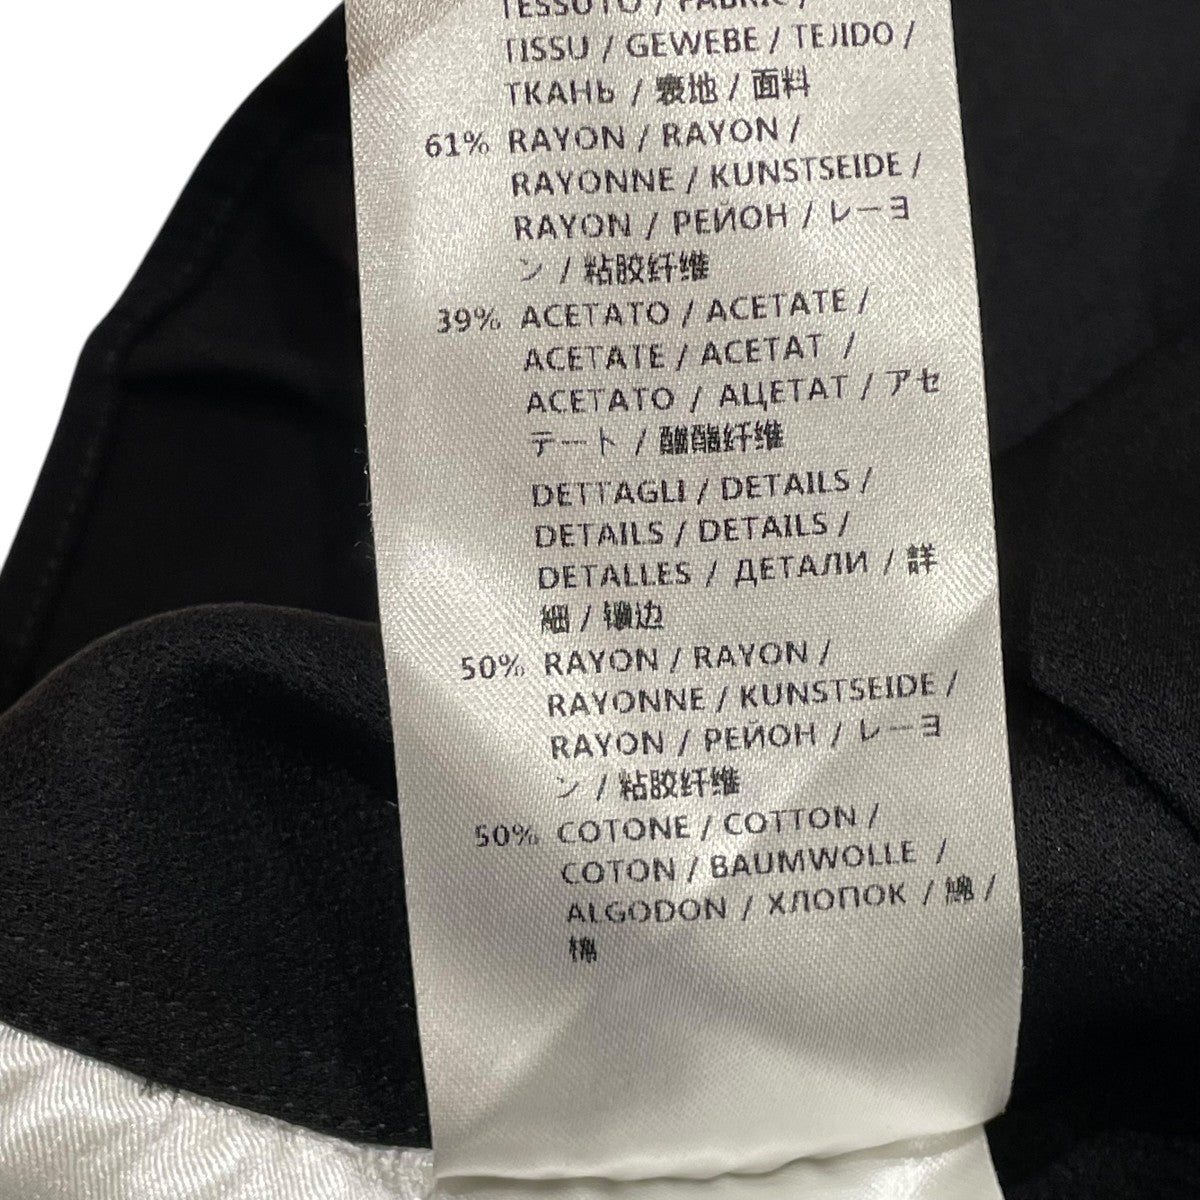 TESSUTO / FABRIC /
TISSU / GEWEBE / TEJIDO /
ТКАНЬ / 表地 / 面料
61% RAYON / RAYON /
RAYONNE / KUNSTSEIDE /
RAYON / РЕЙОН / レーヨ
ン / 粘胶纤维
39% ACETATO / ACETATE /
ACETATE / ACETAT /
ACETATO / АЦЕТАТ / アセ
テート / 醋酯纤维
DETTAGLI / DETAILS /
DETAILS / DETAILS /
DETALLES / ДЕТАЛИ / 詳
細 / 镶边
50% RAYON / RAYON /
RAYONNE / KUNSTSEIDE /
RAYON / РЕЙОН / レーヨ
ン / 粘胶纤维
50% COTONE / COTTON /
COTON / BAUMWOLLE /
ALGODON / ХЛОПОК / 綿 /
棉